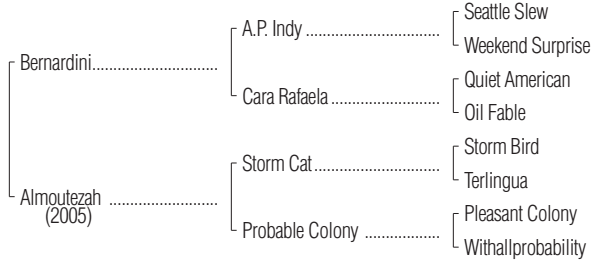 Seattle Slew
A.P. Indy ..............................
Weekend Surprise
Bernardini.................................
Quiet American
Cara Rafaela .........................
Oil Fable
Storm Bird
Storm Cat.............................
Terlingua
Almoutezah ............................
(2005)
Pleasant Colony
Probable Colony .................
Withallprobability